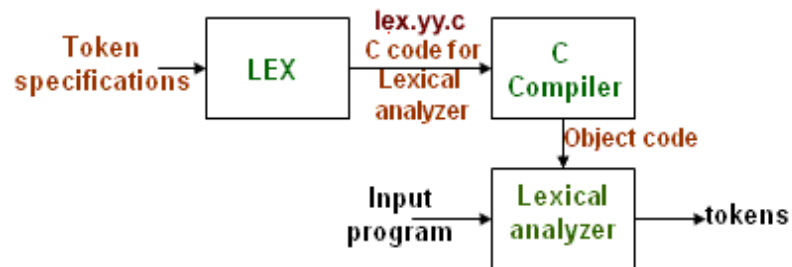 Token
specifications
LEX
lex.yy.c
C code for
Lexical
analyzer
C
Compiler
Object code
Input
program
Lexical
analyzer
tokens